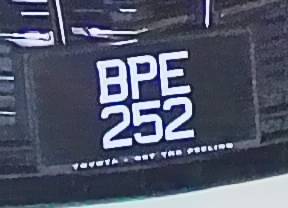 BPE
252
TOYOTA • GET THE FEELING